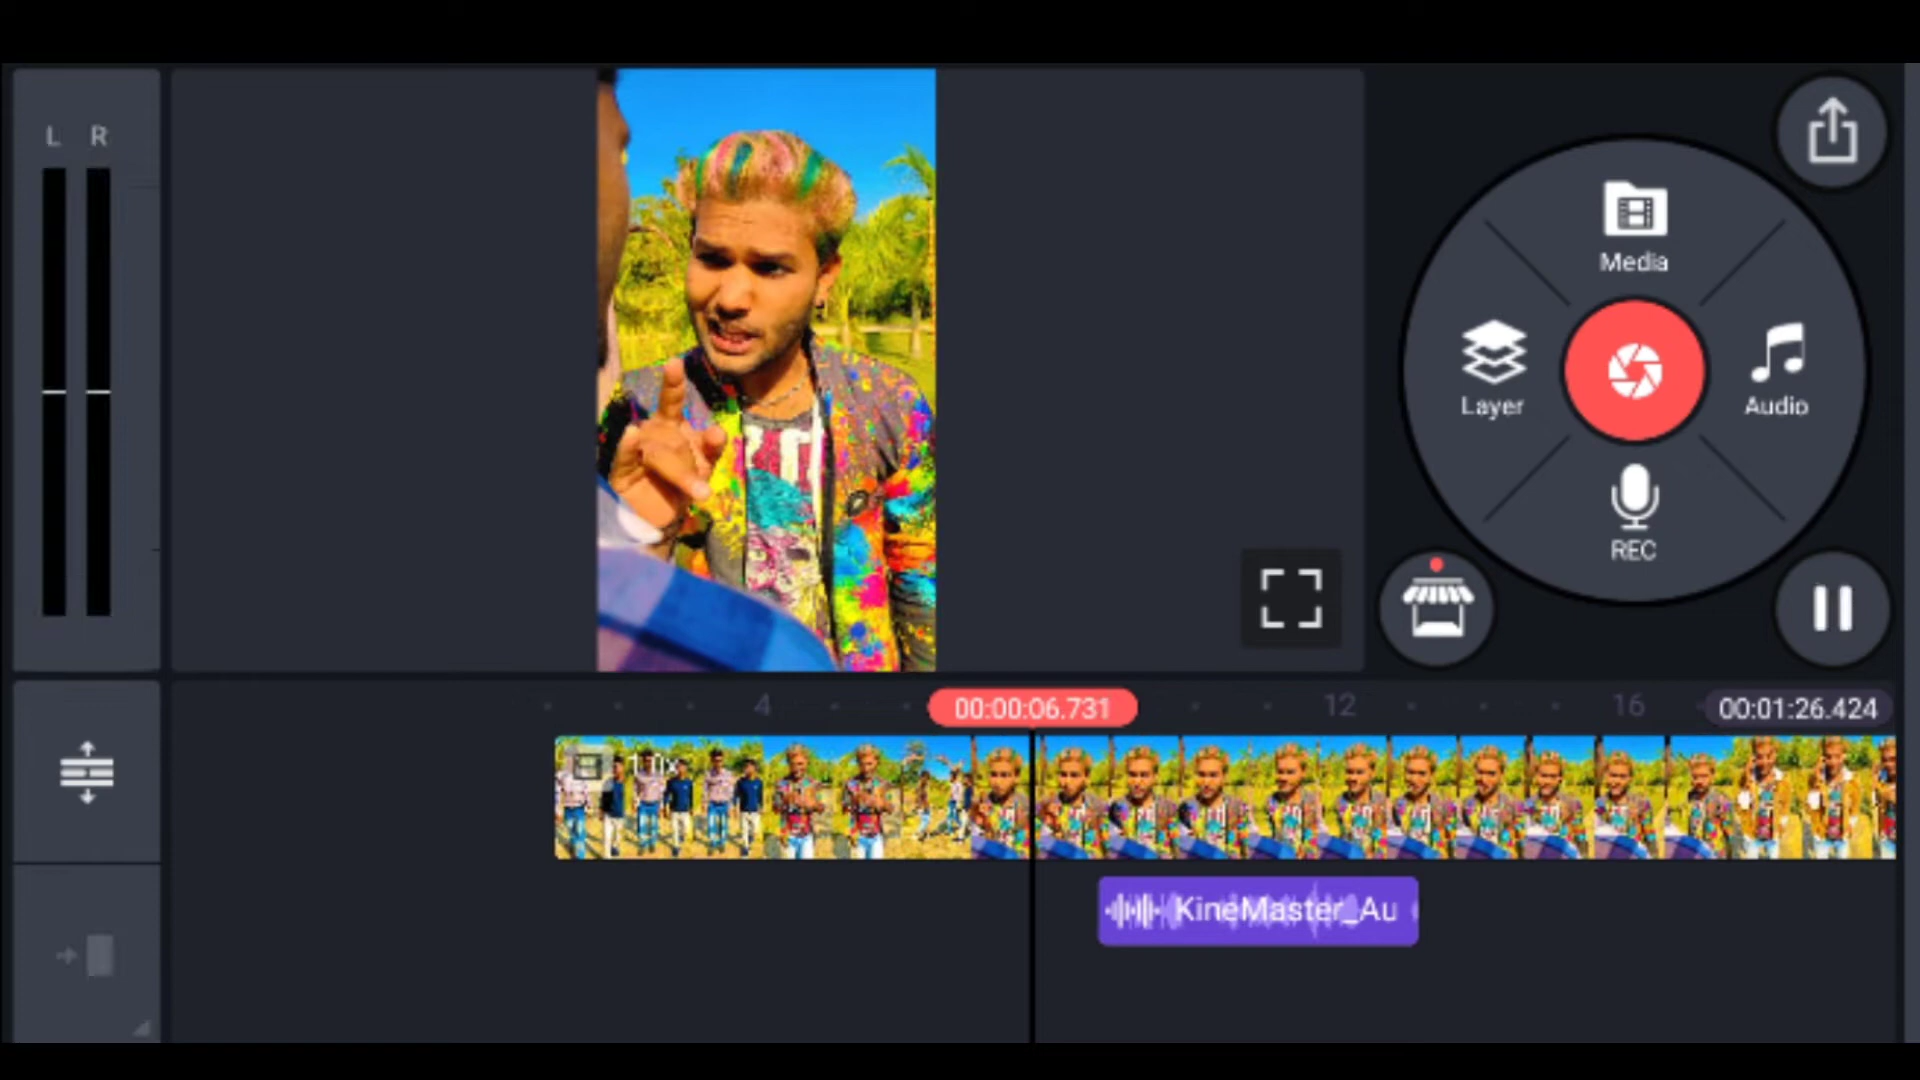 L R
Media
Layer
Audio
REC
4
00:00:06.731
12
16
00:01:26.424
KineMaster_Au